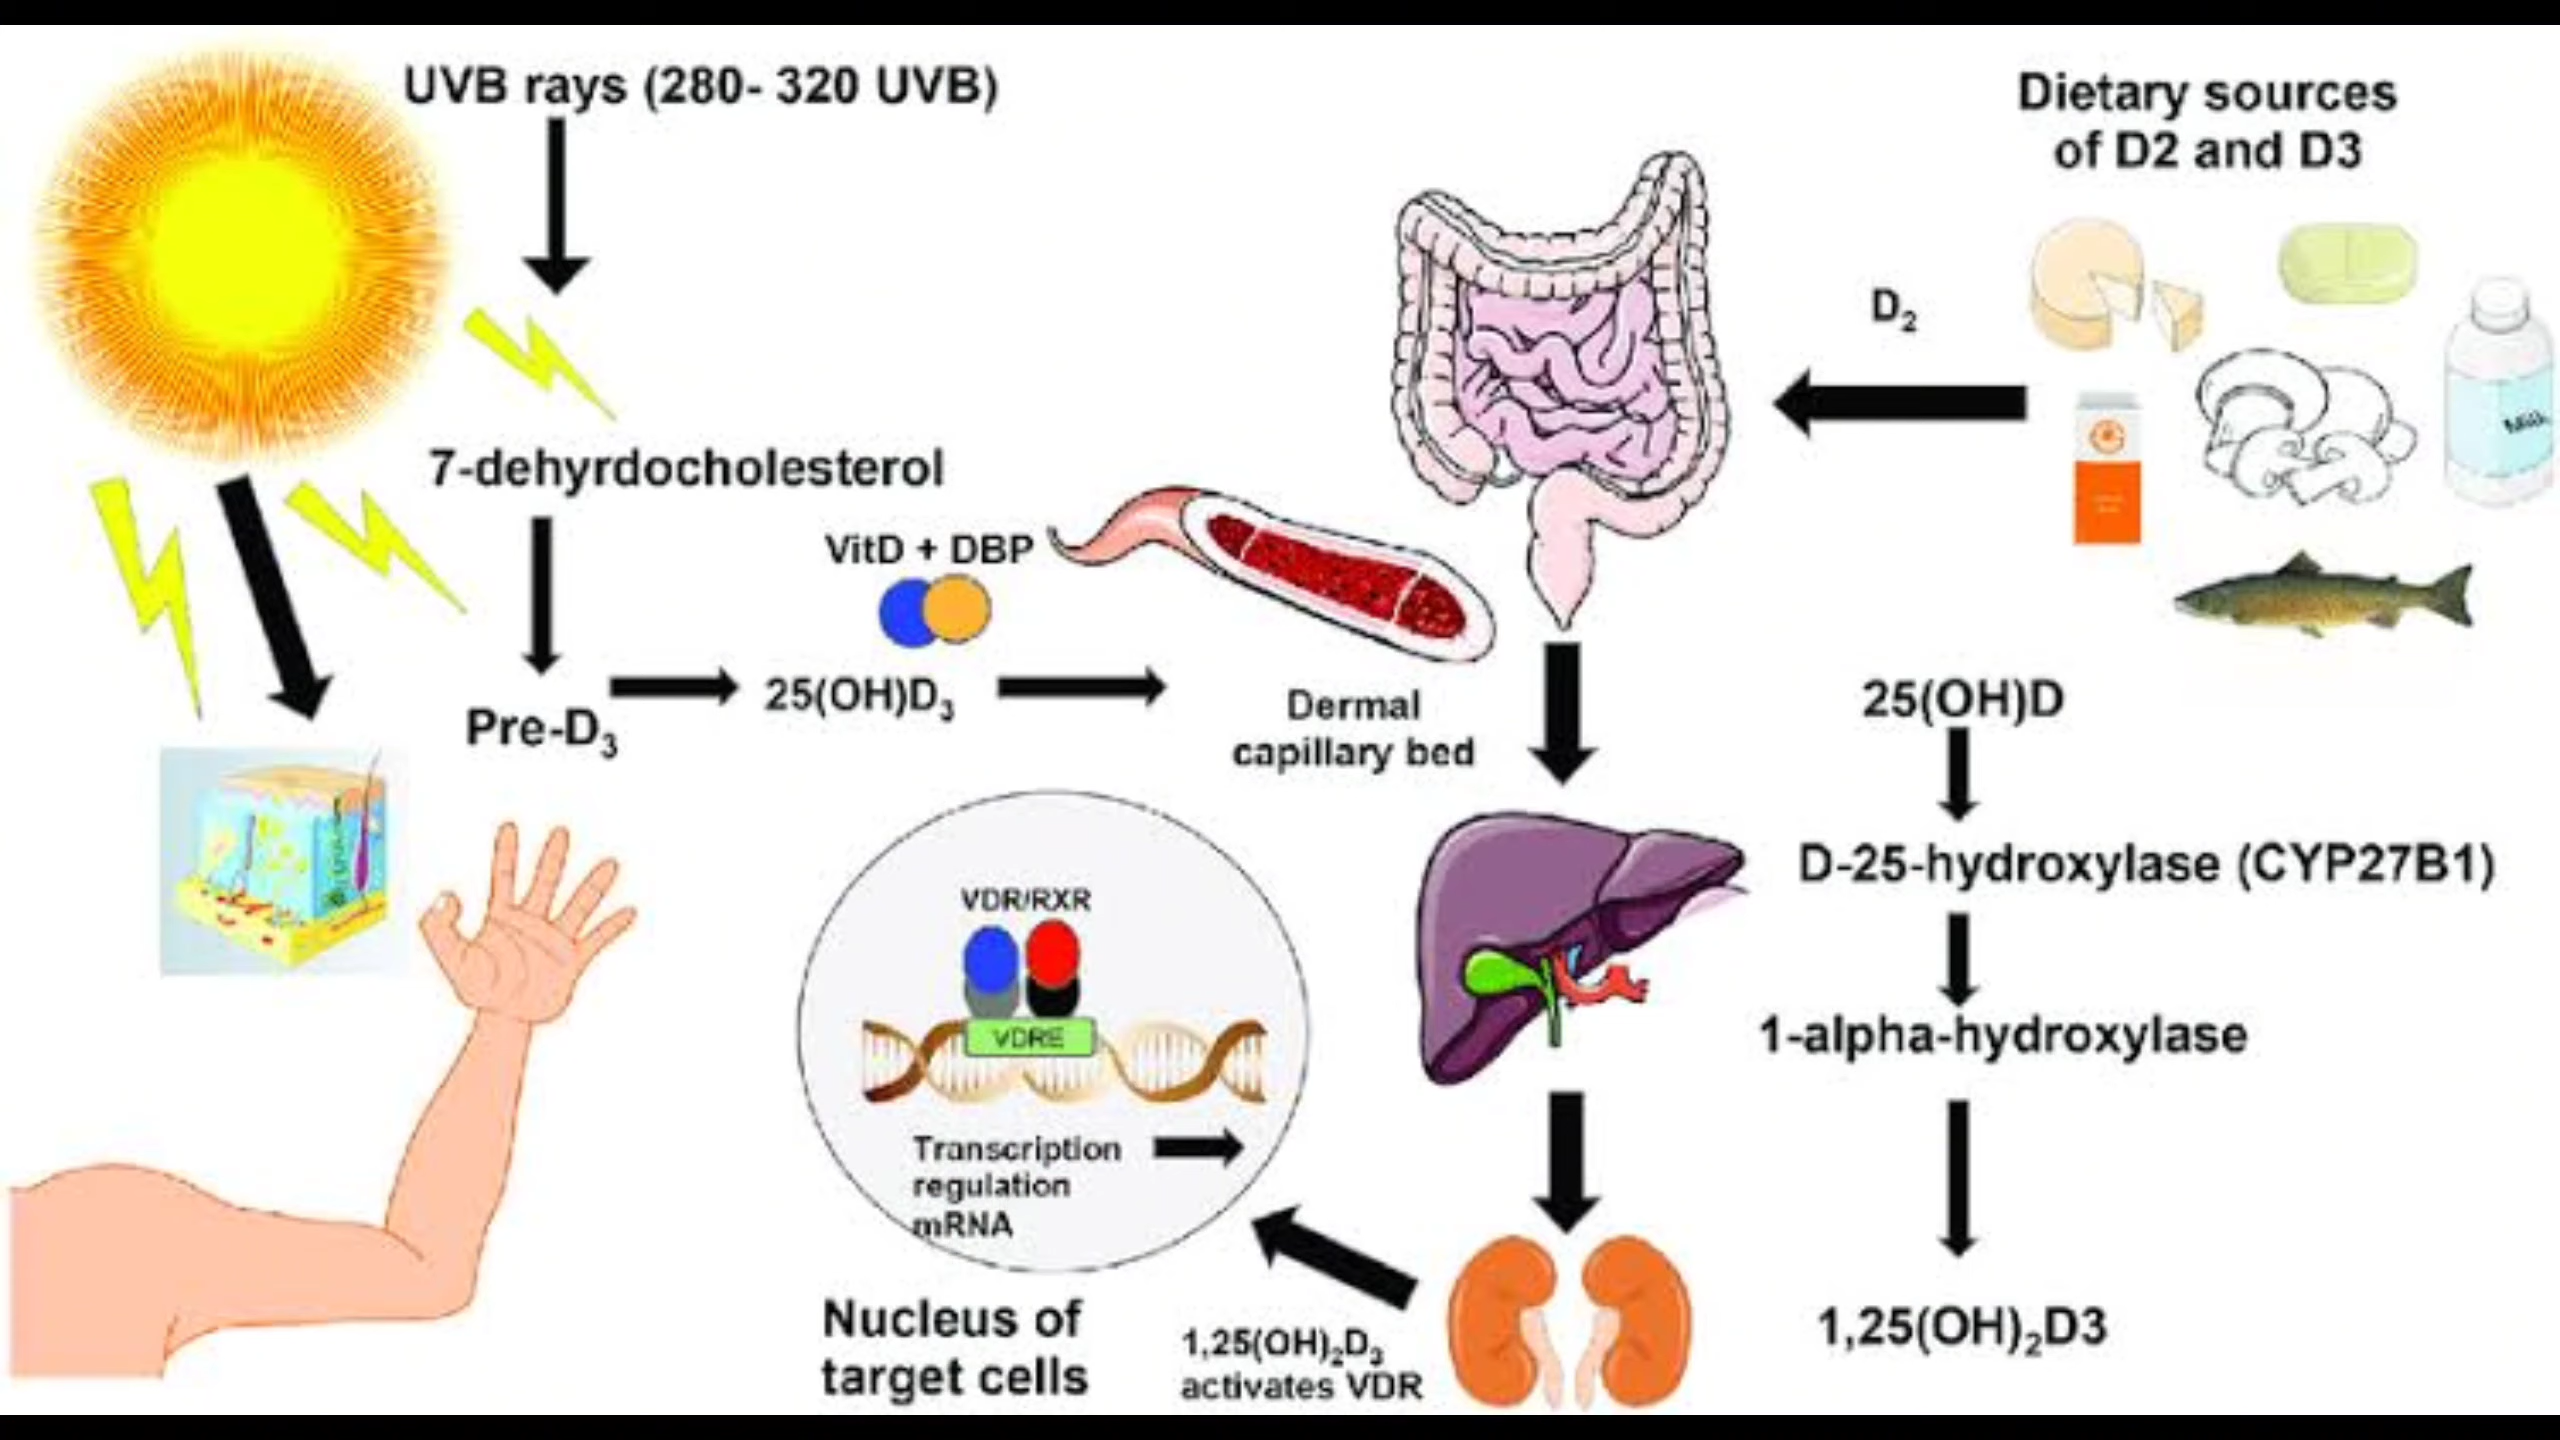 UVB rays (280- 320 UVB)
Dietary sources
of D2 and D3
D2
Milk
7-dehyrdocholesterol
VitD + DBP
Pre-D3
25(OH)D3
Dermal
capillary bed
25(OH)D
D-25-hydroxylase (CYP27B1)
1-alpha-hydroxylase
1,25(OH)2D3
VDR/RXR
VDRE
Transcription
regulation
mRNA
Nucleus of
target cells
1,25(OH)2D3
activates VDR